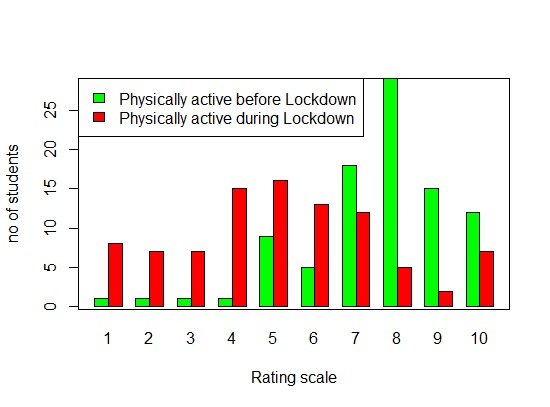 Physically active before Lockdown
Physically active during Lockdown
no of students
25
20
15
10
5
0
1 2 3 4 5 6 7 8 9 10
Rating scale